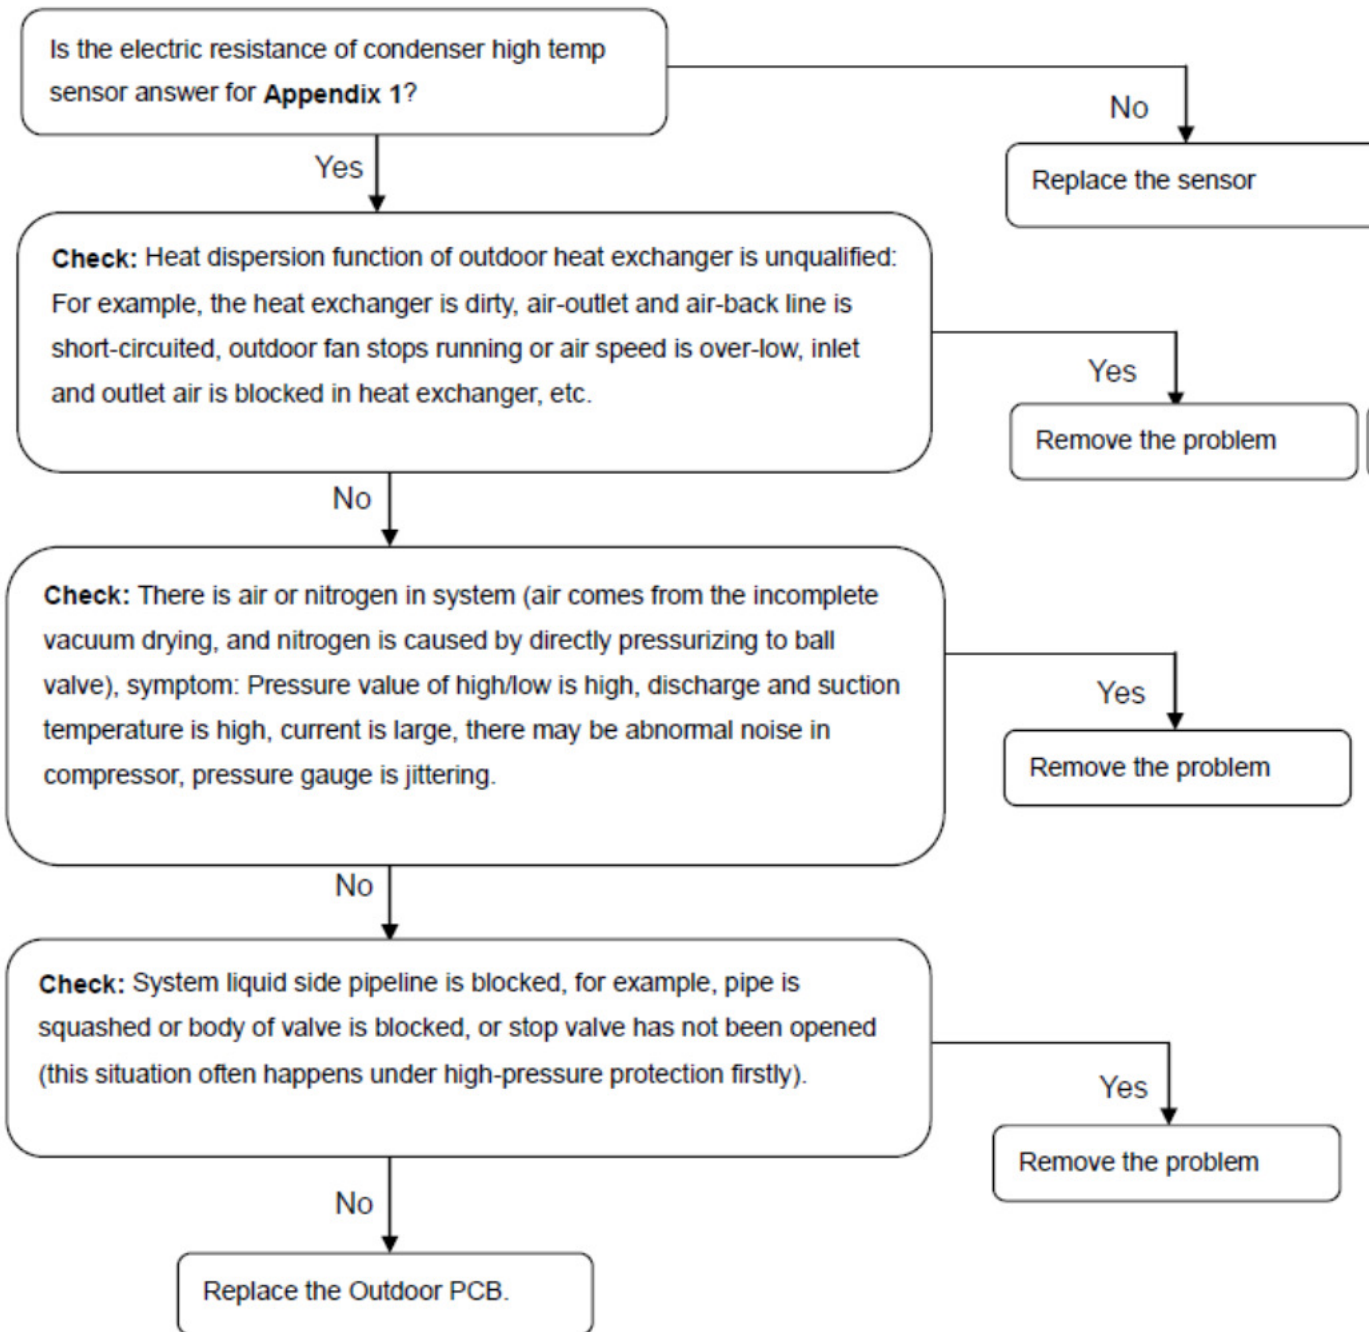 Is the electric resistance of condenser high temp
sensor answer for Appendix 1?
No
Yes
Replace the sensor
Check: Heat dispersion function of outdoor heat exchanger is unqualified:
For example, the heat exchanger is dirty, air-outlet and air-back line is
short-circuited, outdoor fan stops running or air speed is over-low, inlet
and outlet air is blocked in heat exchanger, etc.
Yes
Remove the problem
No
Check: There is air or nitrogen in system (air comes from the incomplete
vacuum drying, and nitrogen is caused by directly pressurizing to ball
valve), symptom: Pressure value of high/low is high, discharge and suction
temperature is high, current is large, there may be abnormal noise in
compressor, pressure gauge is jittering.
Yes
Remove the problem
No
Check: System liquid side pipeline is blocked, for example, pipe is
squashed or body of valve is blocked, or stop valve has not been opened
(this situation often happens under high-pressure protection firstly).
Yes
Remove the problem
No
Replace the Outdoor PCB.